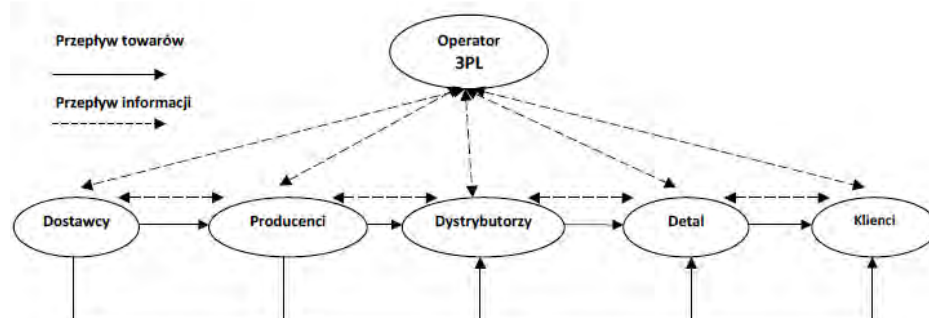 Przepływ towarów
Operator
3PL
Przepływ informacji
Dostawcy
Producenci
Dystrybutorzy
Detal
Klienci